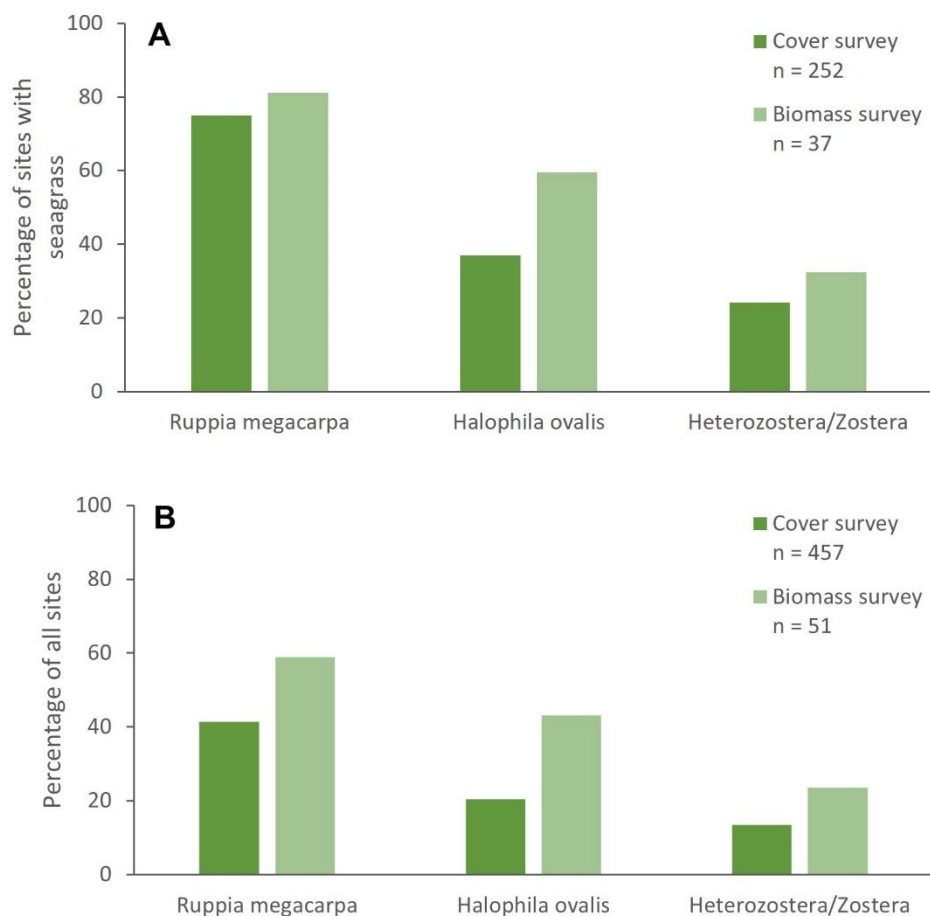 A
Percentage of sites with
seaagrass
100
80
60
40
20
0
Cover survey
n = 252
Biomass survey
n = 37
Ruppia megacarpa
Halophila ovalis
Heterozostera/Zostera
B
Percentage of all sites
100
80
60
40
20
0
Cover survey
n = 457
Biomass survey
n = 51
Ruppia megacarpa
Halophila ovalis
Heterozostera/Zostera